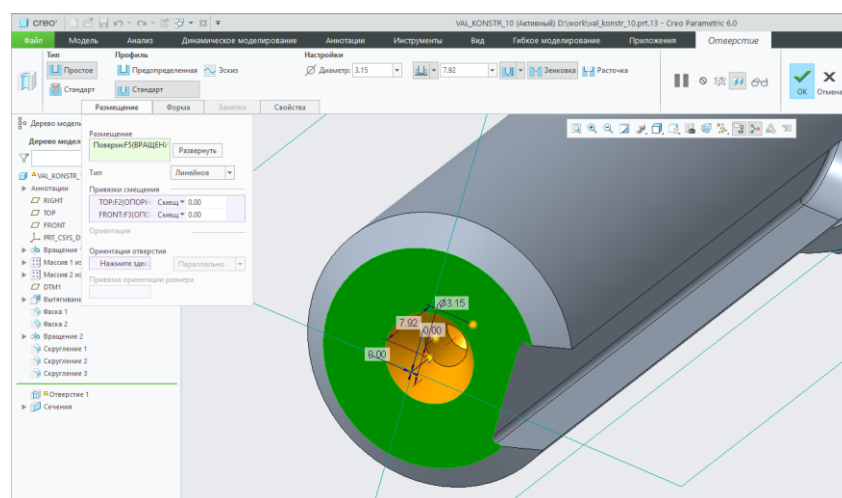 creo
VAL_KONSTR_10 (Активный) D:\work\val_konstr_10.prt.13 - Creo Parametric 6.0
Файл Модель Анализ Динамическое моделирование Аннотации Инструменты Вид Гибкое моделирование Приложения Отверстие
Тип Профиль Настройки
Простое Предопределенная Эскиз Диаметр: 3.15 7.92 Зенковка Расточка
Стандарт Стандарт
OK Отмена
Размещение Форма Заметка Свойства
Дерево модели
Размещение
Дерево модел
Поверхн:F5(ВРАЩЕНИ
Развернуть
Тип Линейное
VAL_KONSTR_
Привязки смещения
Аннотации
TOP:F2(ОПОРН Смещ 0.00
RIGHT
FRONT:F3(ОПО Смещ 0.00
TOP
FRONT
Ориентация
PRT_CSYS_D
Вращение
Ориентация отверстия
Массив 1 из
Нажмите здес Параллельно
Массив 2 из
Привязка ориентации размера
DTM1
Вытягивани
Фаска 1
Фаска 2
Вращение 2
Скругление 1
Скругление 2
Скругление 3
Отверстие 1
Сечения
Ø3.15
7.92
0.00
0.00